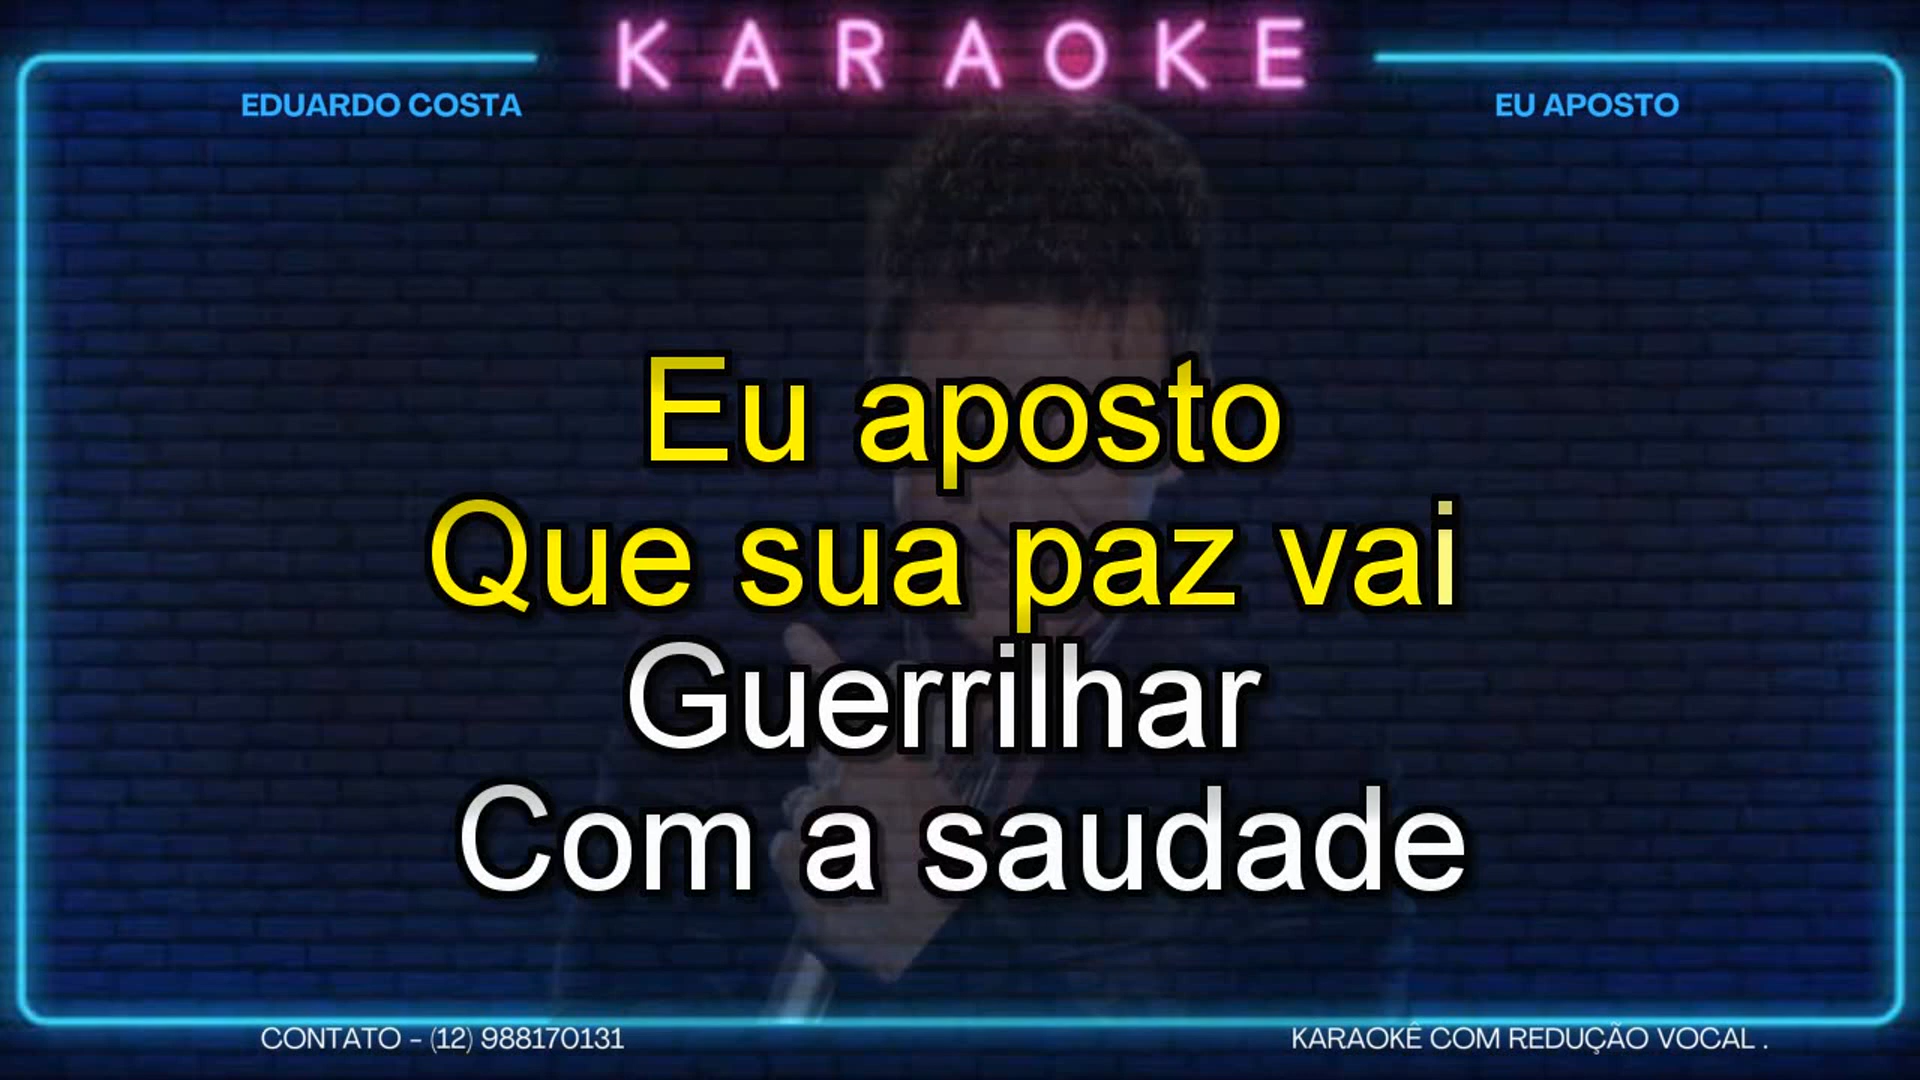 KARAOKE
EDUARDO COSTA
EU APOSTO
Eu aposto
Que sua paz vai
Guerrilhar
Com a saudade
CONTATO - (12) 988170131
KARAOKÊ COM REDUÇÃO VOCAL .